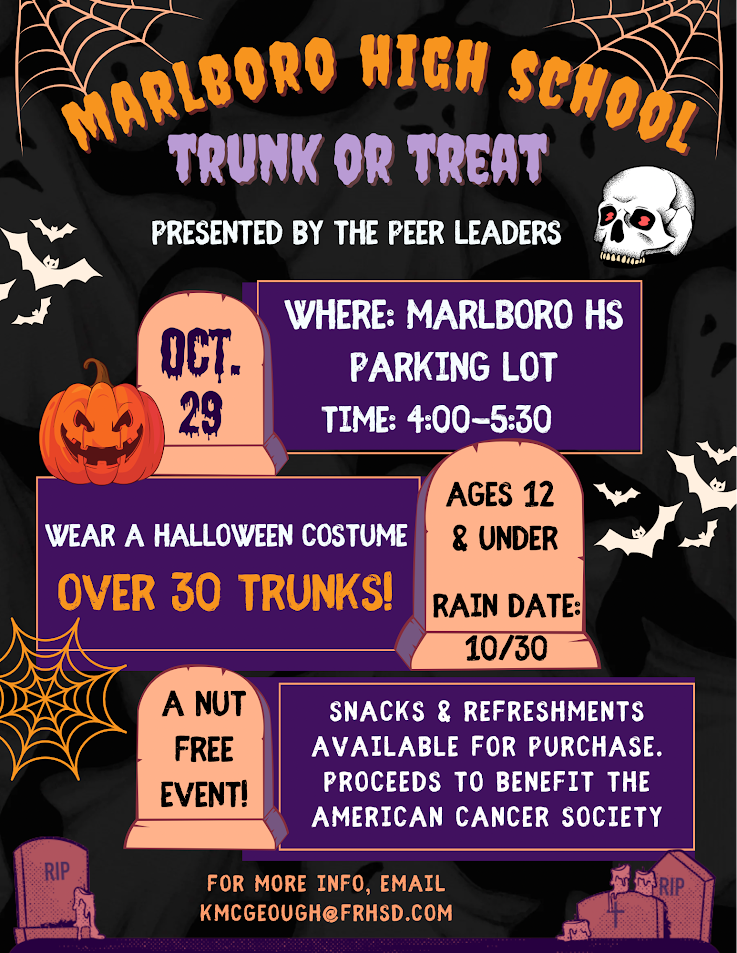 MARLBORO HIGH SCHOOL
TRUNK OR TREAT
PRESENTED BY THE PEER LEADERS
OCT.
29
WHERE: MARLBORO HS
PARKING LOT
TIME: 4:00–5:30
WEAR A HALLOWEEN COSTUME
OVER 30 TRUNKS!
AGES 12
& UNDER
RAIN DATE:
10/30
A NUT
FREE
EVENT!
SNACKS & REFRESHMENTS
AVAILABLE FOR PURCHASE.
PROCEEDS TO BENEFIT THE
AMERICAN CANCER SOCIETY
RIP
RIP
FOR MORE INFO, EMAIL
KMCGEOUGH@FRHSD.COM